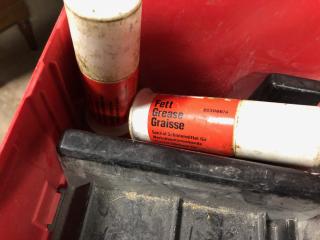 Fett
Grease
Graisse
Spezial-Schmiermittel für